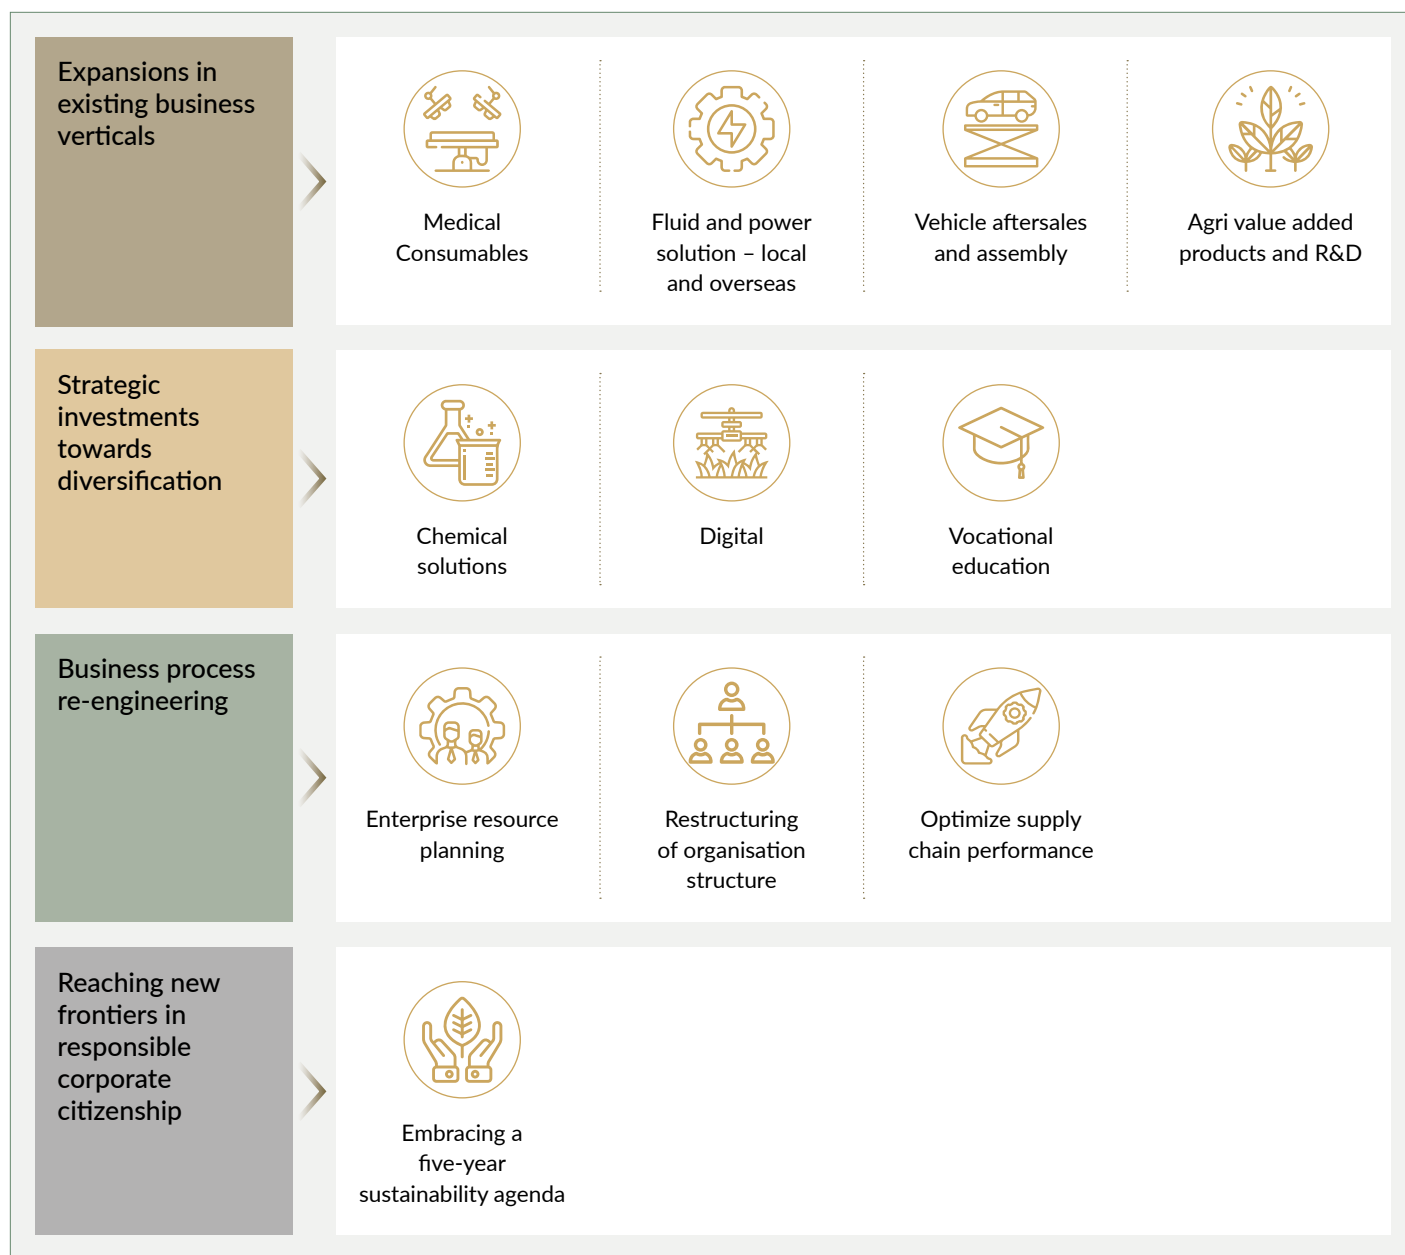 Expansions in
existing business
verticals
Medical
Consumables
Fluid and power
solution – local
and overseas
Vehicle aftersales
and assembly
Agri value added
products and R&D
Strategic
investments
towards
diversification
Chemical
solutions
Digital
Vocational
education
Business process
re-engineering
Enterprise resource
planning
Restructuring
of organisation
structure
Optimize supply
chain performance
Reaching new
frontiers in
responsible
corporate
citizenship
Embracing a
five-year
sustainability agenda